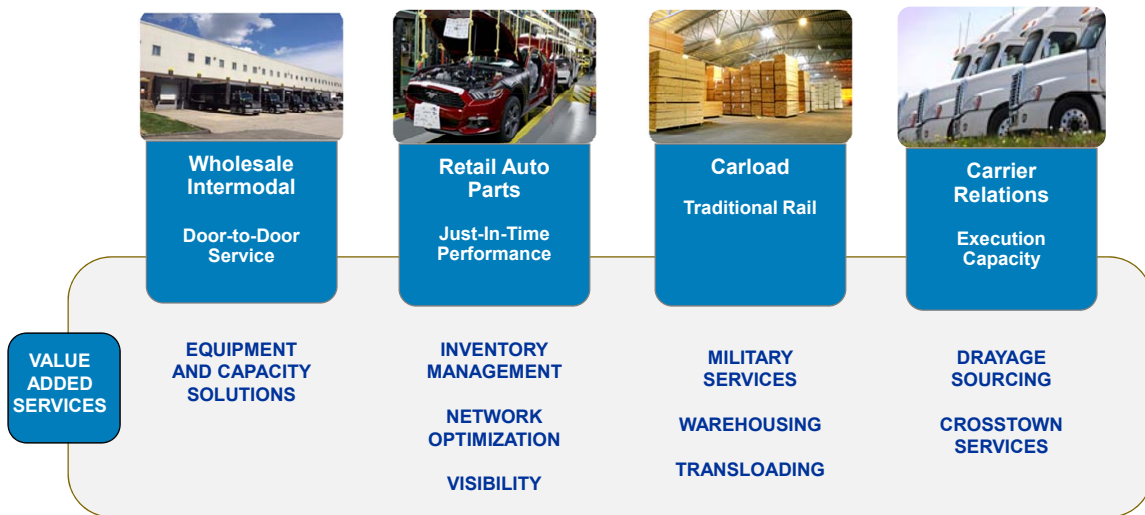 Wholesale
Intermodal
Door-to-Door
Service
Retail Auto
Parts
Just-In-Time
Performance
Carload
Traditional Rail
Carrier
Relations
Execution
Capacity
VALUE
ADDED
SERVICES
EQUIPMENT
AND CAPACITY
SOLUTIONS
INVENTORY
MANAGEMENT
NETWORK
OPTIMIZATION
VISIBILITY
MILITARY
SERVICES
WAREHOUSING
TRANSLOADING
DRAYAGE
SOURCING
CROSSTOWN
SERVICES